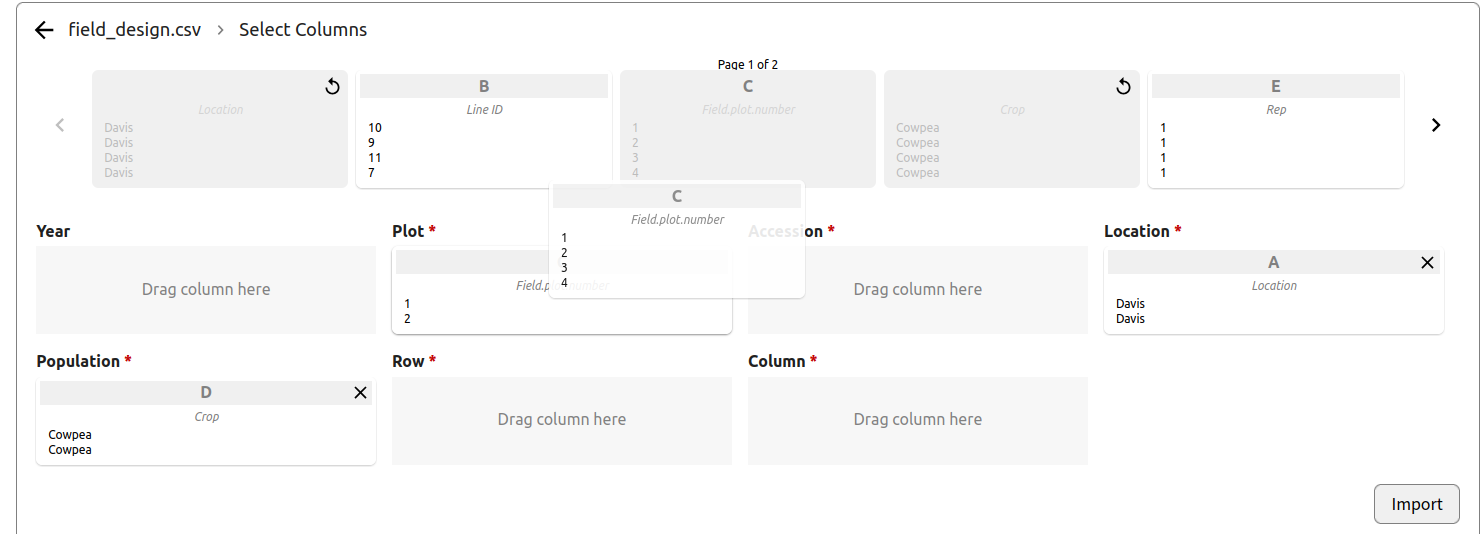 field_design.csv > Select Columns
Page 1 of 2
Location
Davis
Davis
Davis
Davis
B
Line ID
10
9
11
7
C
Field.plot.number
1
2
3
4
Crop
Cowpea
Cowpea
Cowpea
Cowpea
E
Rep
1
1
1
1
C
Field.plot.number
1
2
3
4
Year
Drag column here
Plot *
Field.pl
1
2
Accession *
Drag column here
Location *
A
Location
Davis
Davis
Population *
D
Crop
Cowpea
Cowpea
Row *
Drag column here
Column *
Drag column here
Import